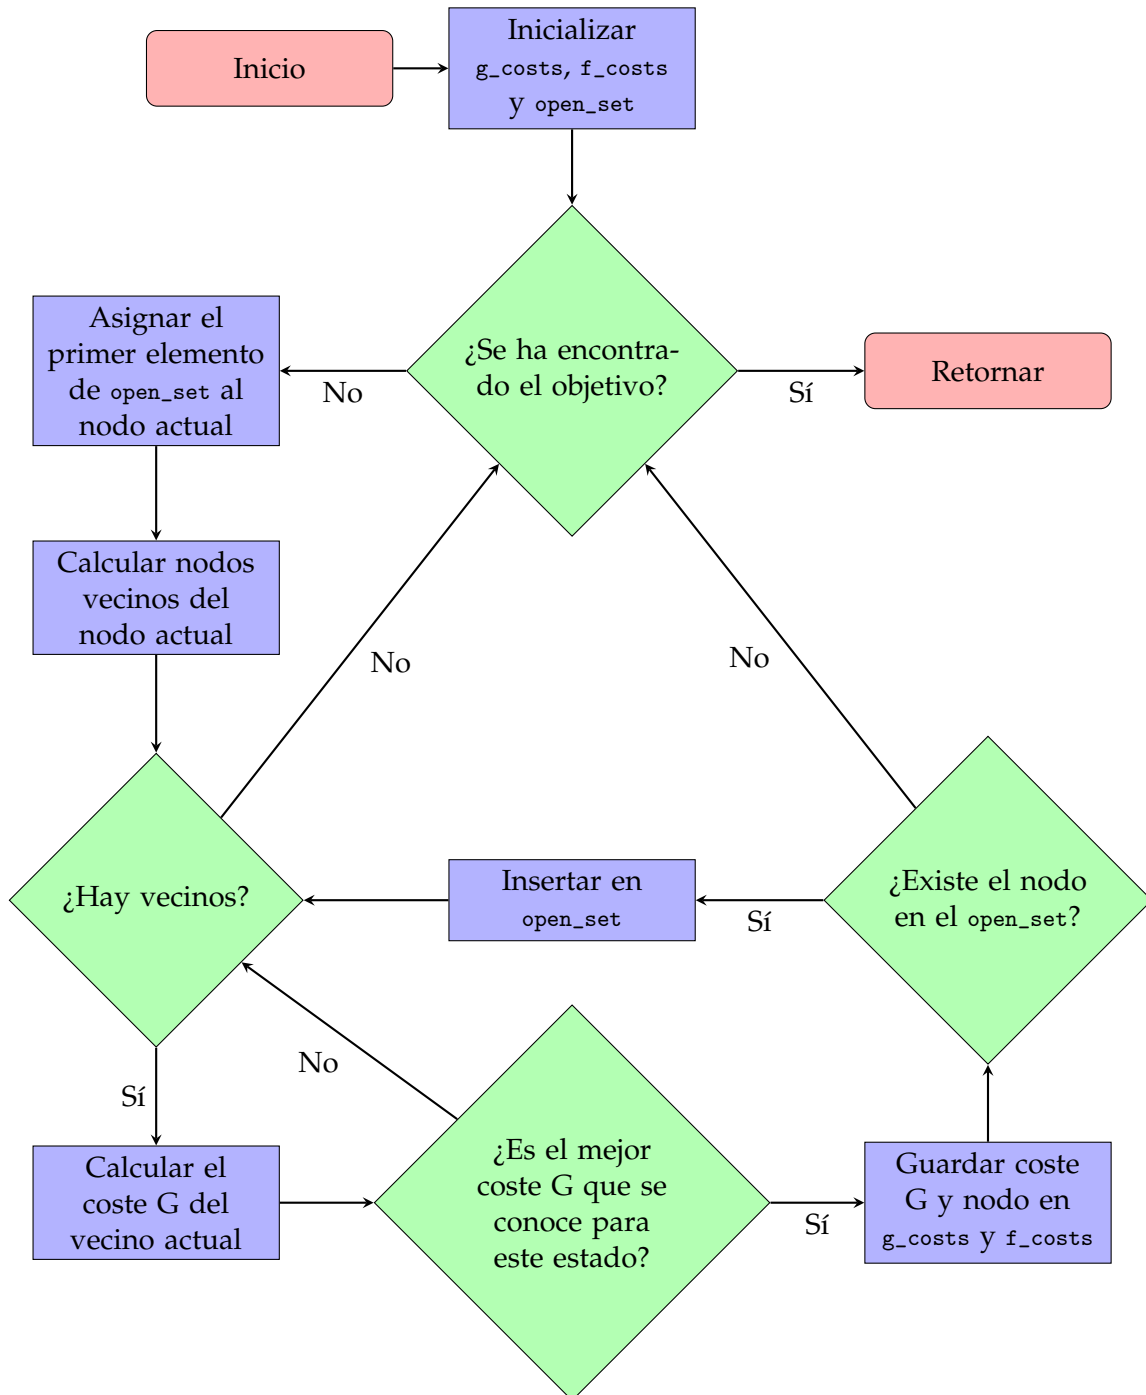 Inicio
Inicializar
g_costs, f_costs
y open_set
Asignar el
primer elemento
de open_set al
nodo actual
No
¿Se ha encontra-
do el objetivo?
Sí
Retornar
Calcular nodos
vecinos del
nodo actual
No
No
¿Hay vecinos?
Insertar en
open_set
Sí
¿Existe el nodo
en el open_set?
No
Sí
Calcular el
coste G del
vecino actual
¿Es el mejor
coste G que se
conoce para
este estado?
Sí
Guardar coste
G y nodo en
g_costs y f_costs